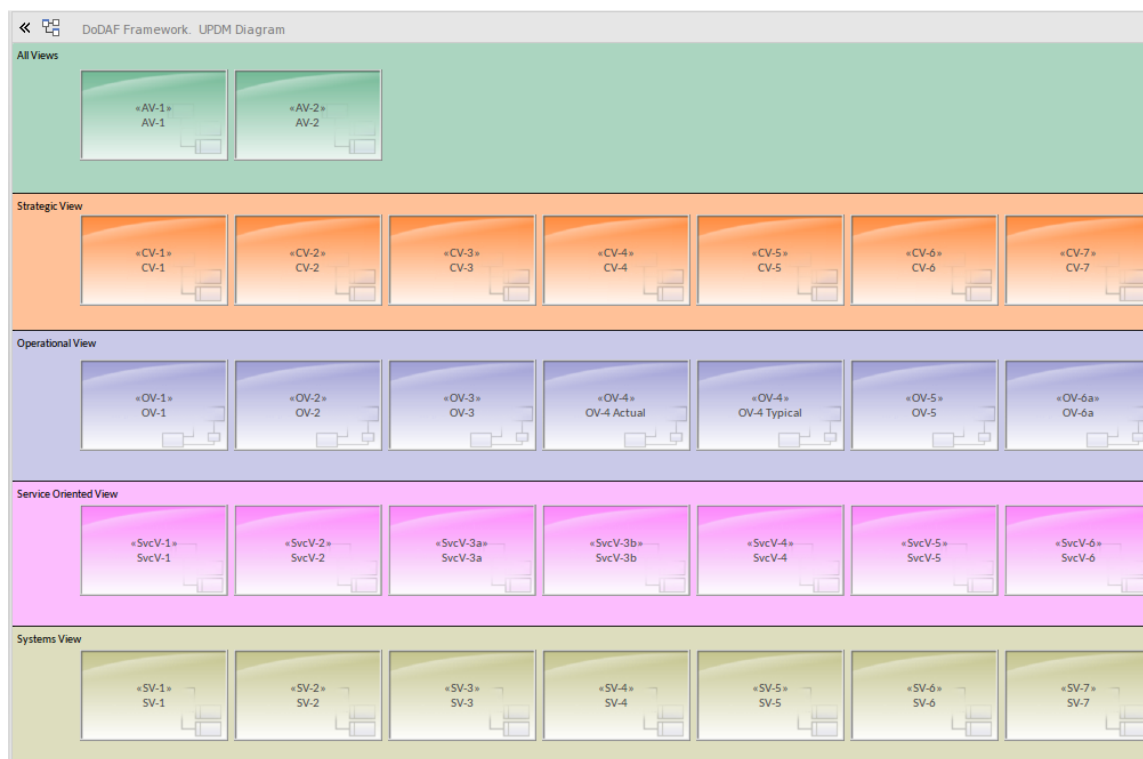 « DoDAF Framework. UPDM Diagram
All Views
«AV-1» «AV-2»
AV-1 AV-2
Strategic View
«CV-1» «CV-2» «CV-3» «CV-4» «CV-5» «CV-6» «CV-7»
CV-1 CV-2 CV-3 CV-4 CV-5 CV-6 CV-7
Operational View
«OV-1» «OV-2» «OV-3» «OV-4» «OV-4» «OV-5» «OV-6a»
OV-1 OV-2 OV-3 OV-4 Actual OV-4 Typical OV-5 OV-6a
Service Oriented View
«SvcV-1» «SvcV-2» «SvcV-3a» «SvcV-3b» «SvcV-4» «SvcV-5» «SvcV-6»
SvcV-1 SvcV-2 SvcV-3a SvcV-3b SvcV-4 SvcV-5 SvcV-6
Systems View
«SV-1» «SV-2» «SV-3» «SV-4» «SV-5» «SV-6» «SV-7»
SV-1 SV-2 SV-3 SV-4 SV-5 SV-6 SV-7